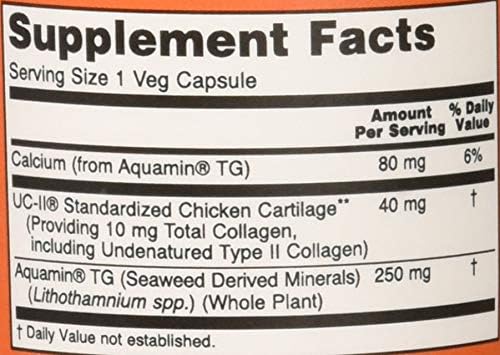 Supplement Facts
Serving Size 1 Veg Capsule
Amount Per Serving % Daily Value
Calcium (from Aquamin® TG) 80 mg 6%
UC-II® Standardized Chicken Cartilage** 40 mg †
(Providing 10 mg Total Collagen,
including Undenatured Type II Collagen)
Aquamin® TG (Seaweed Derived Minerals) 250 mg †
(Lithothamnium spp.) (Whole Plant)
† Daily Value not established.